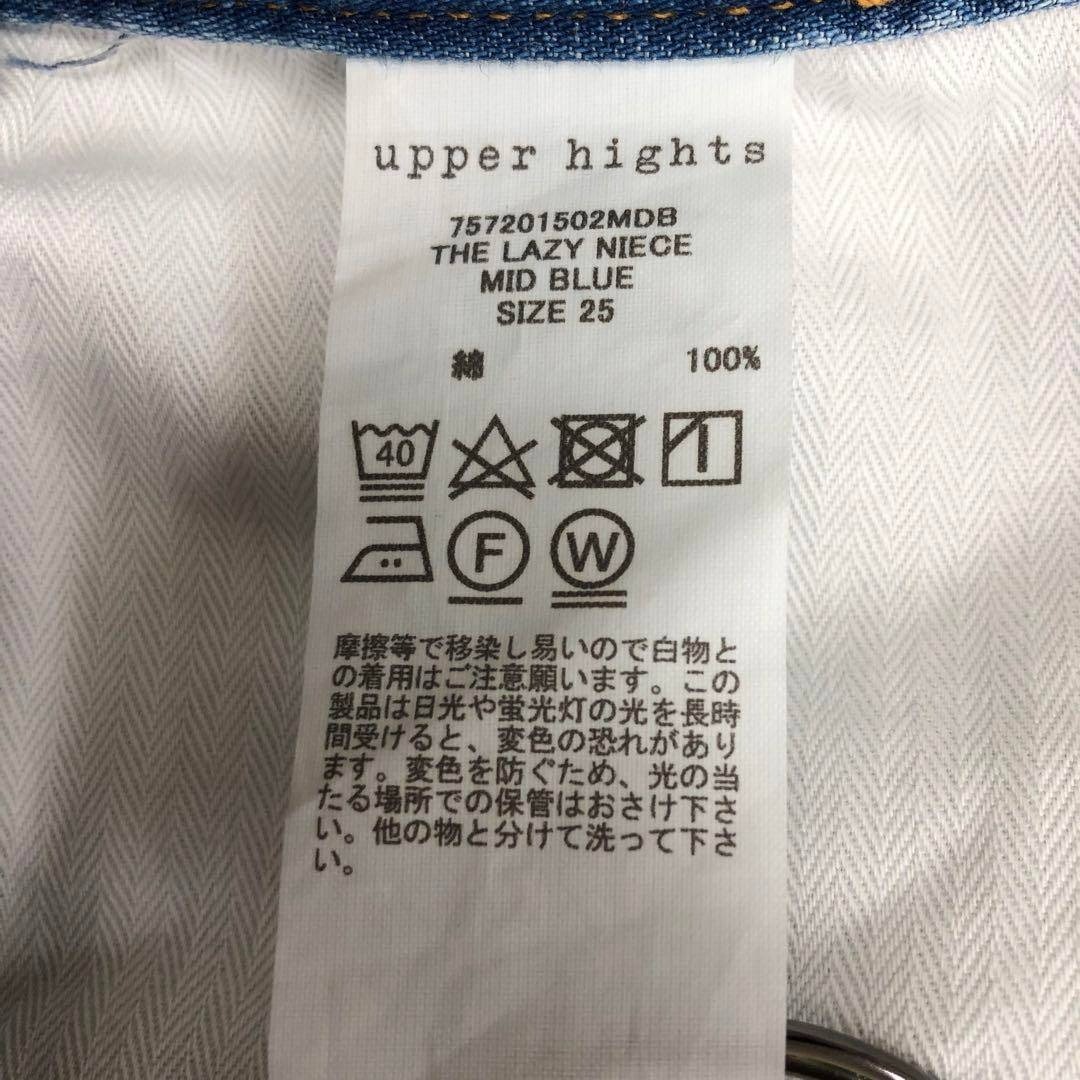 upper hights
757201502MDB
THE LAZY NIECE
MID BLUE
SIZE 25
綿 100%
40
F W
摩擦等で移染し易いので白物と
の着用はご注意願います。この
製品は日光や蛍光灯の光を長時
間受けると、変色の恐れがあり
ます。変色を防ぐため、光の当
たる場所での保管はおさけ下さ
い。他の物と分けて洗って下さ
い。